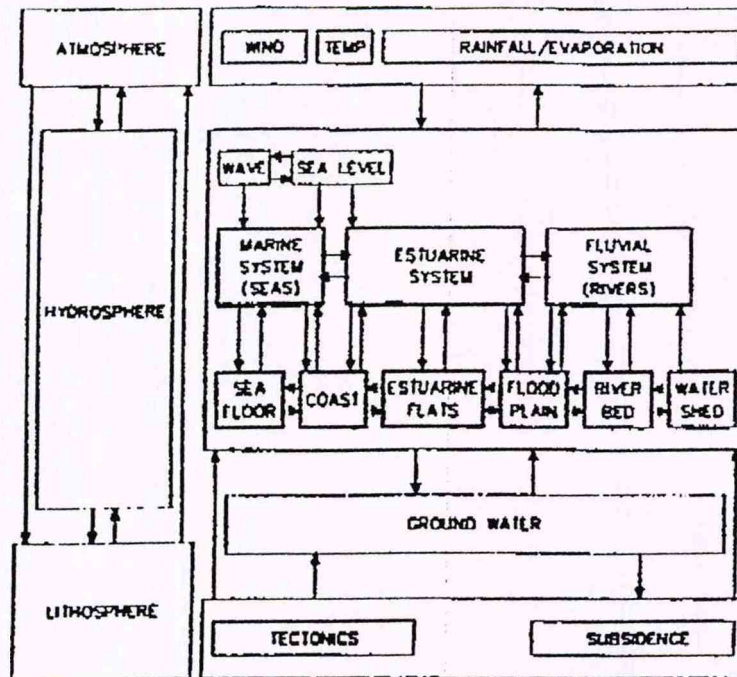 ATMOSPHERE
WIND
TEMP
RAINFALL/EVAPORATION
HYDROSPHERE
WAVE
SEA LEVEL
MARINE
SYSTEM
(SEAS)
ESTUARINE
SYSTEM
FLUVIAL
SYSTEM
(RIVERS)
SEA
FLOOR
COAST
ESTUARINE
FLATS
FLOOD
PLAIN
RIVER
BED
WATER
SHED
GROUND WATER
LITHOSPHERE
TECTONICS
SUBSIDENCE